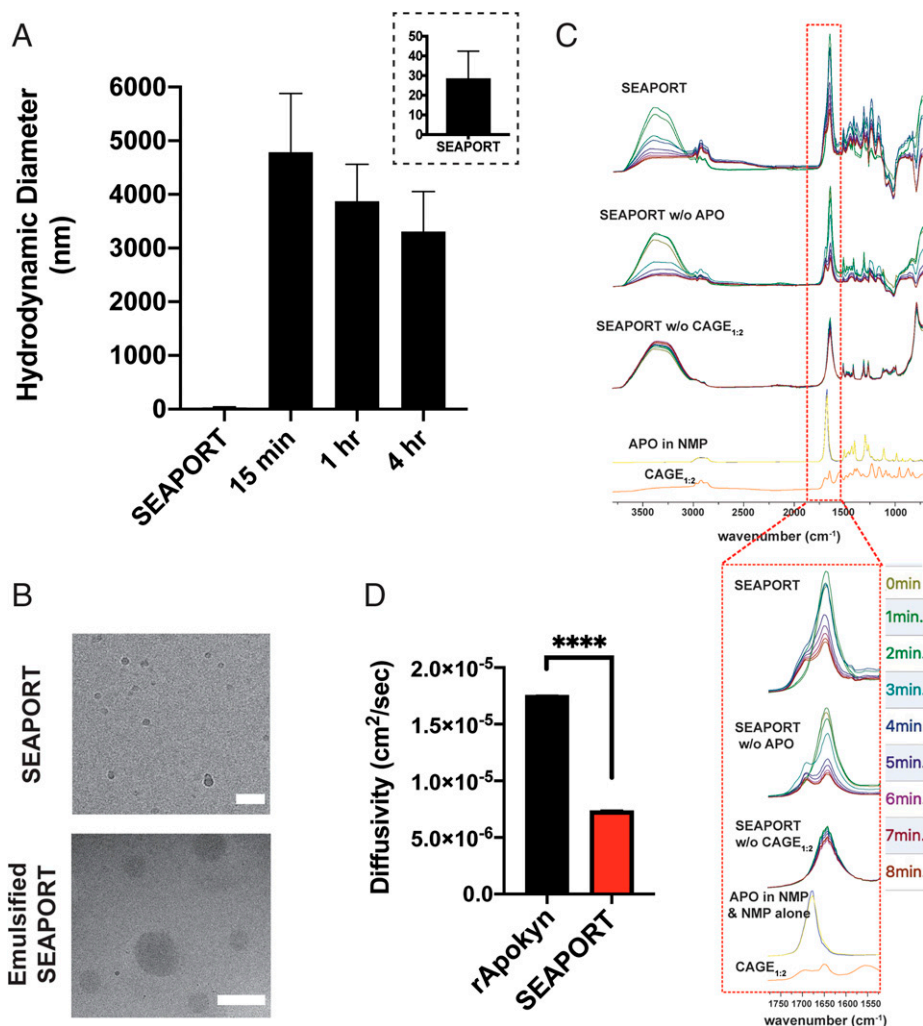 A
Hydrodynamic Diameter
(nm)
6000
5000
4000
3000
2000
1000
0
SEAPORT
15 min
1 hr
4 hr
50
40
30
20
10
0
SEAPORT
C
SEAPORT
SEAPORT w/o APO
SEAPORT w/o CAGE1:2
APO in NMP
CAGE1:2
3500 3000 2500 2000 1500 1000
wavenumber (cm-1)
SEAPORT
SEAPORT
w/o APO
SEAPORT
w/o CAGE1:2
APO in NMP
& NMP alone
CAGE1:2
1750 1700 1650 1600 1550
wavenumber (cm-1)
0min
1min.
2min.
3min.
4min.
5min.
6min.
7min.
8min.
B
SEAPORT
Emulsified
SEAPORT
D
Diffusivity (cm2/sec)
2.0×10-5
1.5×10-5
1.0×10-5
5.0×10-6
0.0
****
rApokyn
SEAPORT